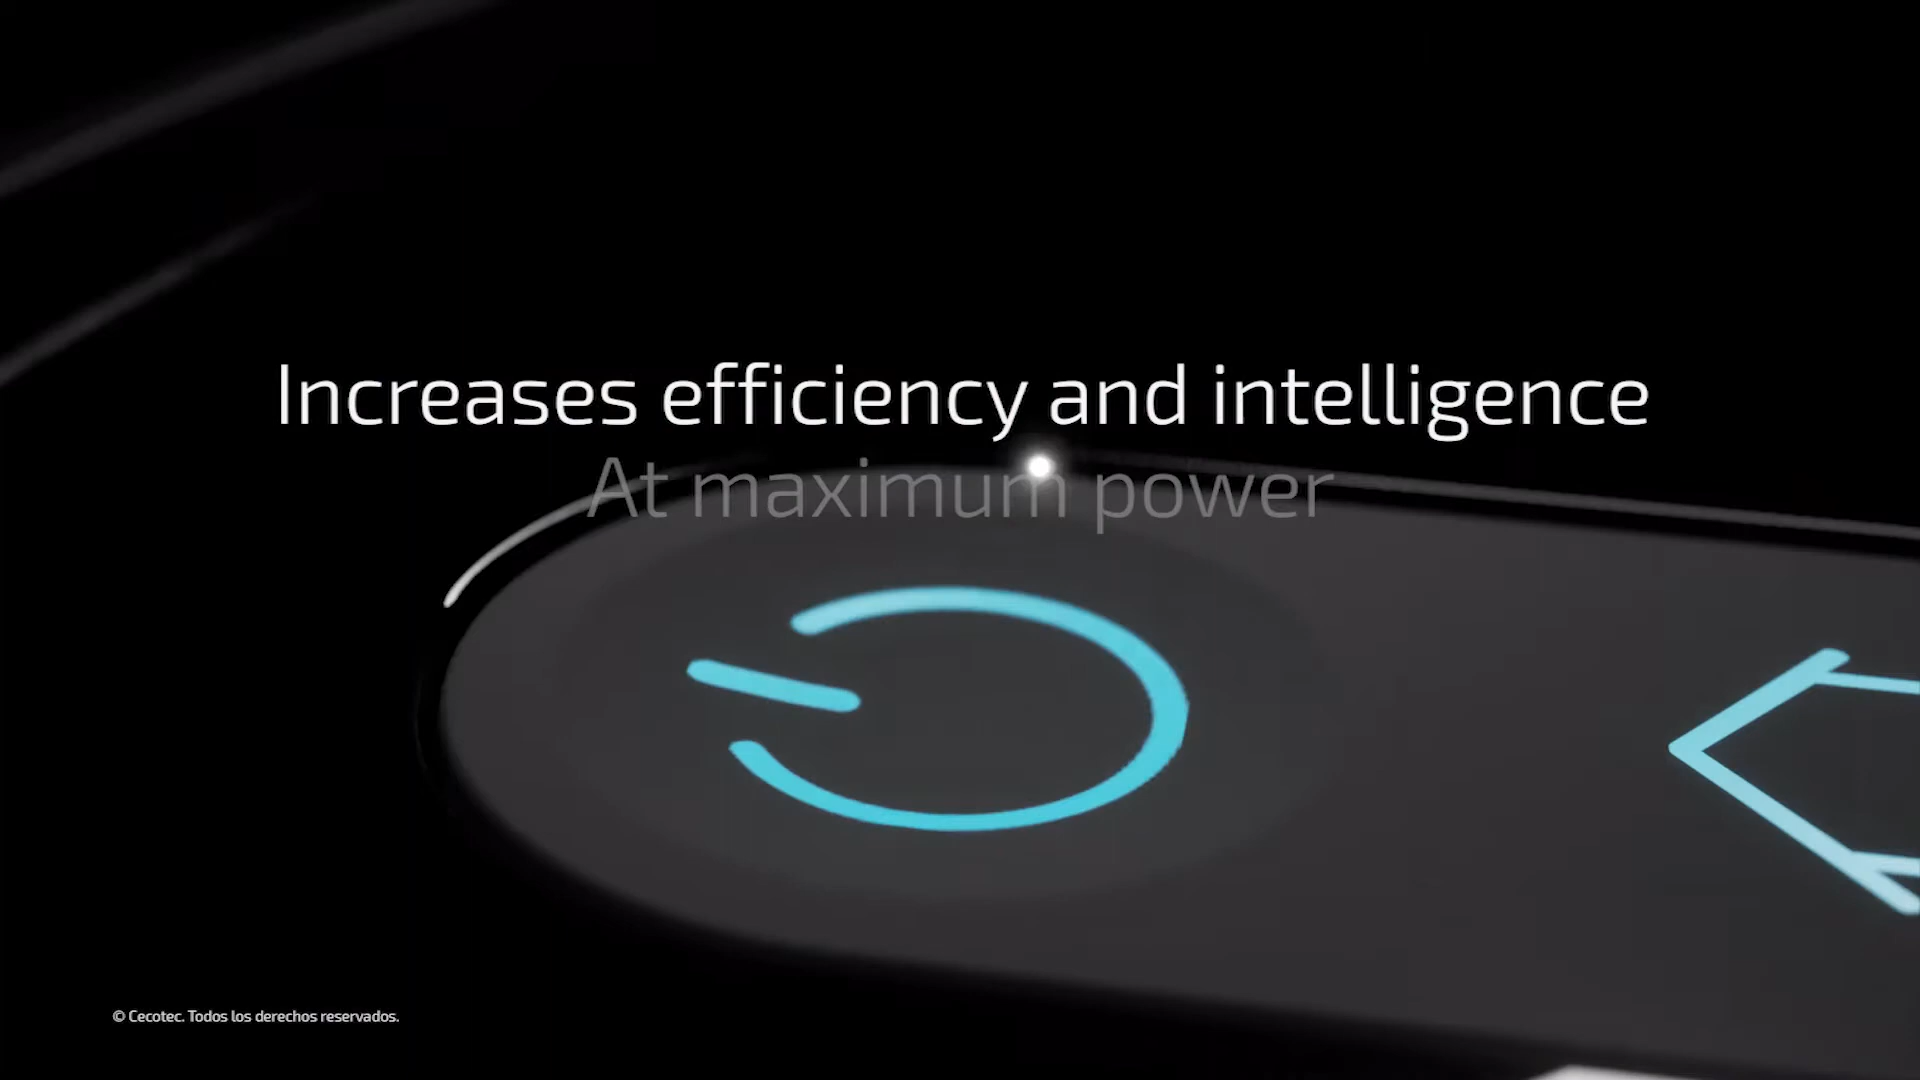 Increases efficiency and intelligence
At maximum power
© Cecotec. Todos los derechos reservados.